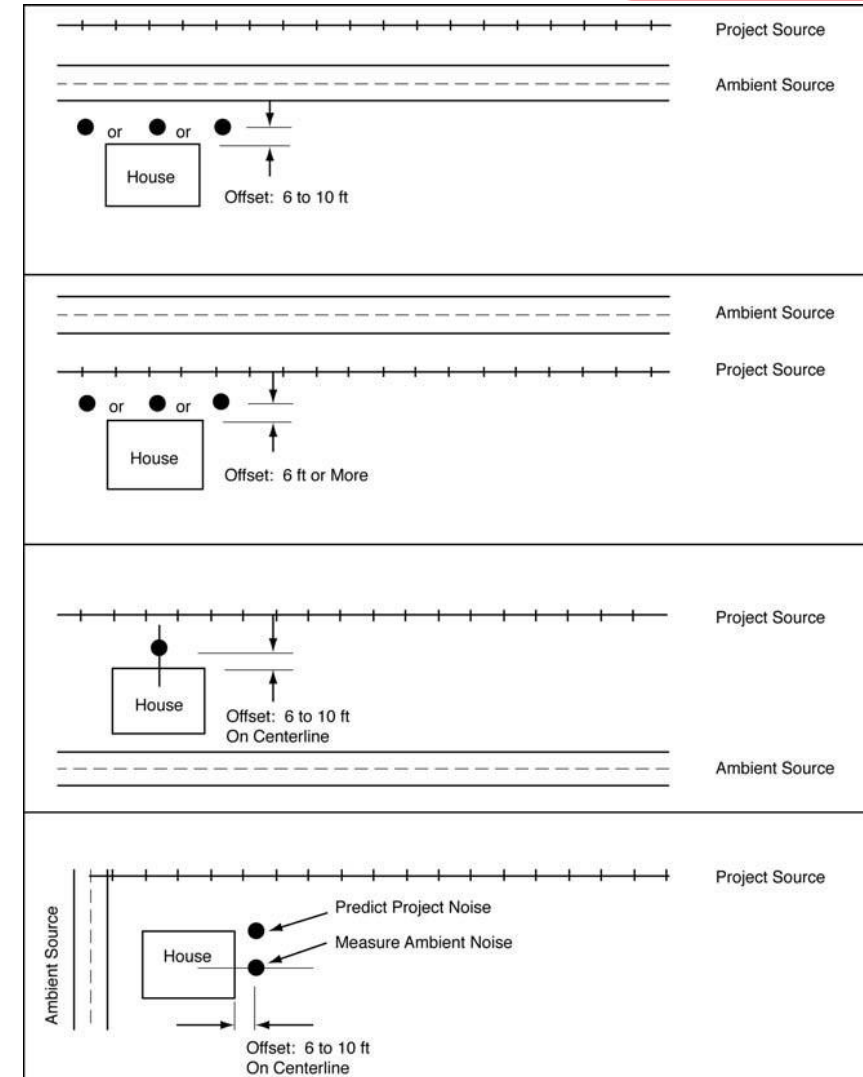 Project Source
Ambient Source
or or
House
Offset: 6 to 10 ft
Ambient Source
Project Source
or or
House
Offset: 6 ft or More
Project Source
House
Offset: 6 to 10 ft
On Centerline
Ambient Source
Project Source
Ambient Source
Predict Project Noise
House
Measure Ambient Noise
Offset: 6 to 10 ft
On Centerline